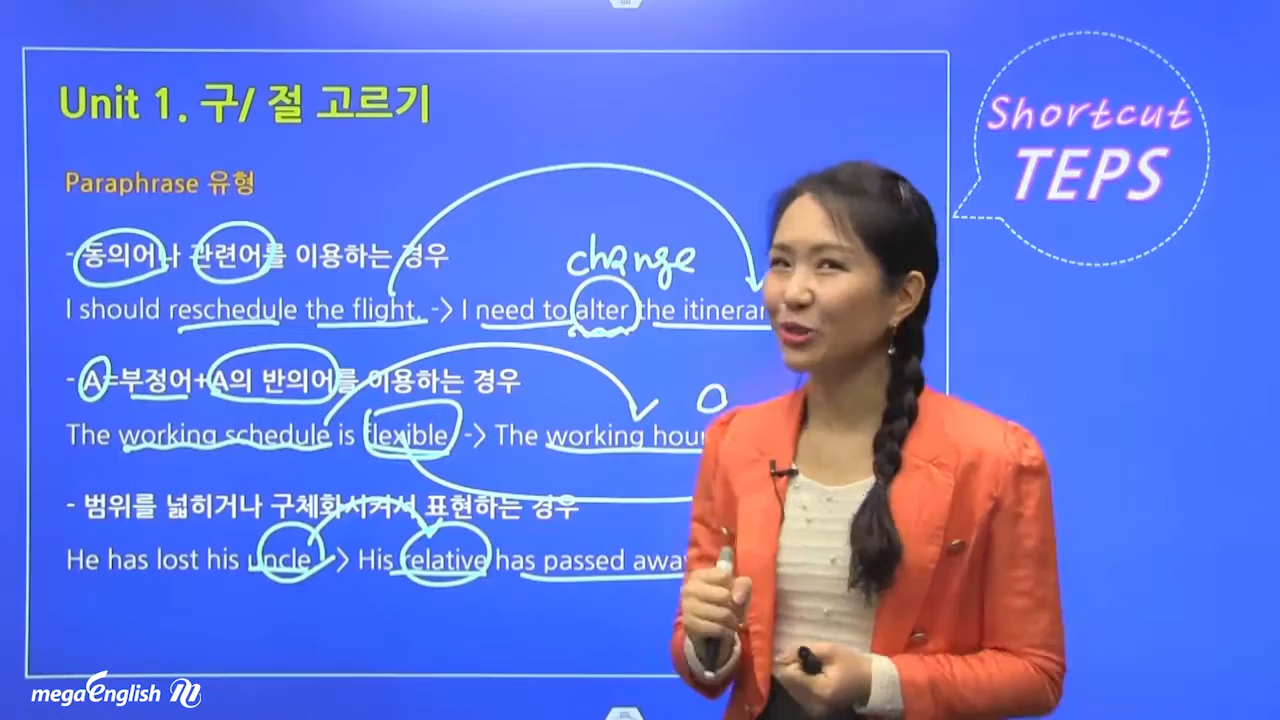 Unit 1. 구/ 절 고르기
Shortcut
TEPS
Paraphrase 유형
- 동의어나 관련어를 이용하는 경우
change
I should reschedule the flight. -> I need to alter the
- A=부정어+A의 반의어를 이용하는 경우
The working schedule is flexible -> The working
- 범위를 넓히거나 구체화시켜서 표현하는 경우
He has lost his uncle -> His relative has passed away
megaEnglish M